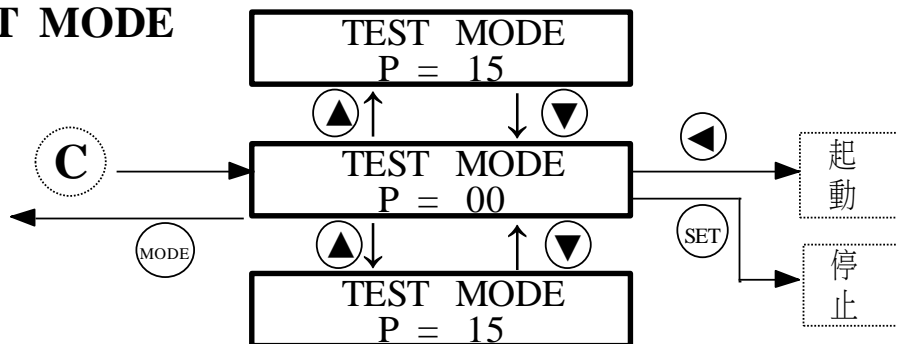 T MODE
TEST MODE
P = 15
▲ ↑ ↓ ▼
◀
C
TEST MODE
P = 00
起
動
MODE
▲ ↓ ↑ ▼
SET
停
止
TEST MODE
P = 15